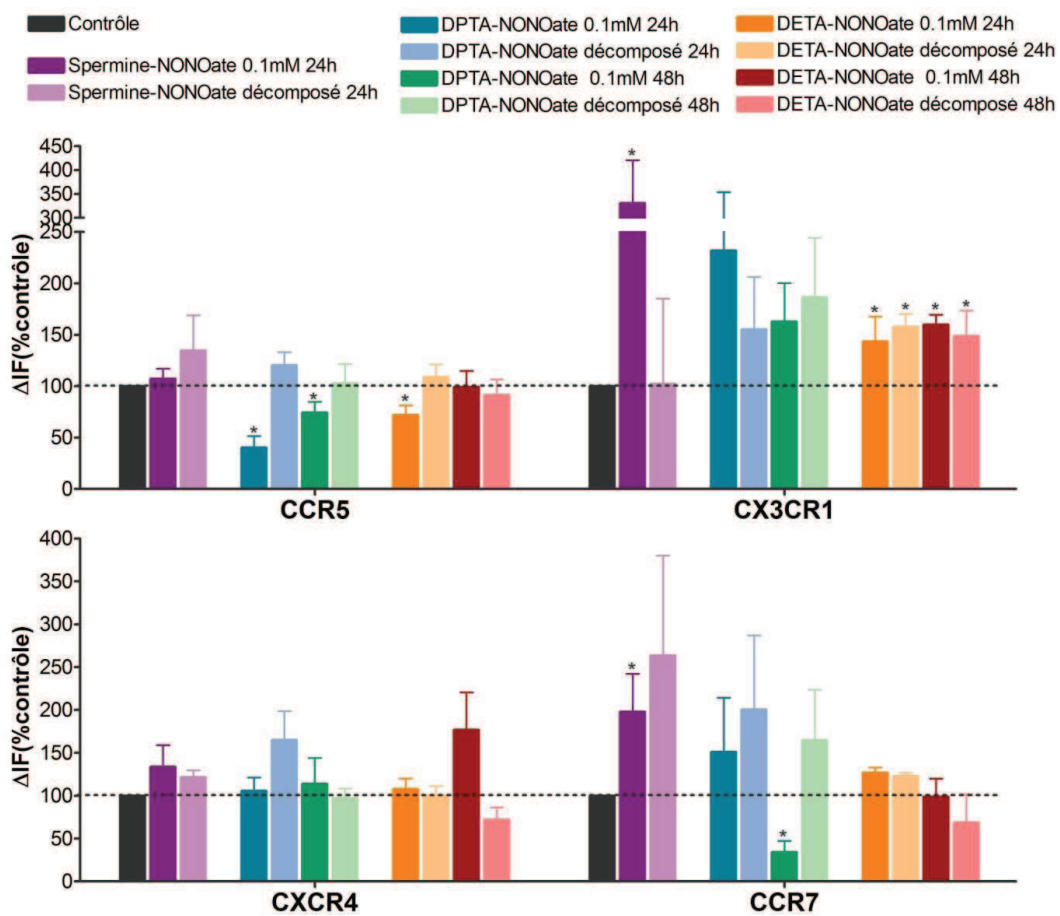 Contrôle
Spermine-NONOate 0.1mM 24h
Spermine-NONOate décomposé 24h
DPTA-NONOate 0.1mM 24h
DPTA-NONOate décomposé 24h
DPTA-NONOate 0.1mM 48h
DPTA-NONOate décomposé 48h
DETA-NONOate 0.1mM 24h
DETA-NONOate décomposé 24h
DETA-NONOate 0.1mM 48h
DETA-NONOate décomposé 48h
ΔIF(%contrôle)
450
400
350
300
250
200
150
100
50
0
* * * * * * * *
CCR5 CX3CR1
ΔIF(%contrôle)
400
350
300
250
200
150
100
50
0
* *
CXCR4 CCR7